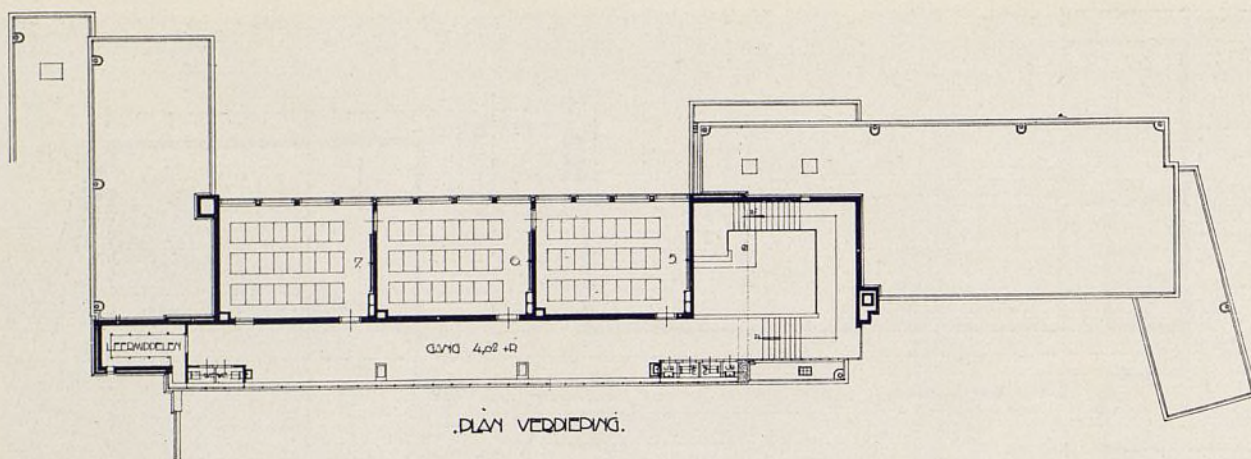 7
6
5
LEERMIDDELEN
GANG 4,02 +P
.PLAN VERDIEPING.